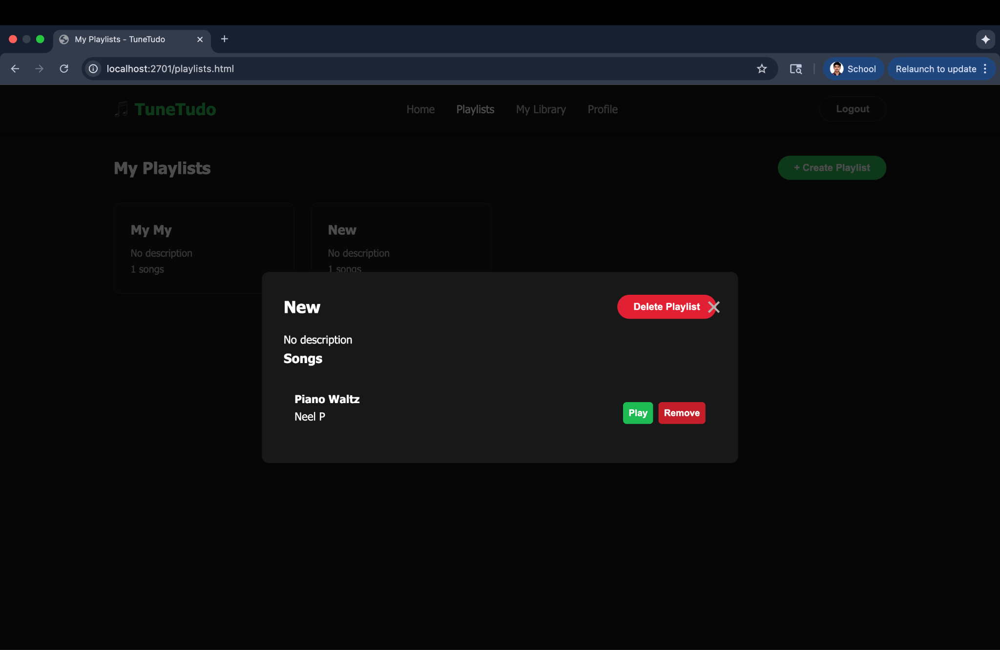 My Playlists - TuneTudo
localhost:2701/playlists.html
School
Relaunch to update
TuneTudo
Home
Playlists
My Library
Profile
Logout
My Playlists
+ Create Playlist
My My
No description
1 songs
New
No description
1 songs
New
Delete Playlist
No description
Songs
Piano Waltz
Neel P
Play
Remove